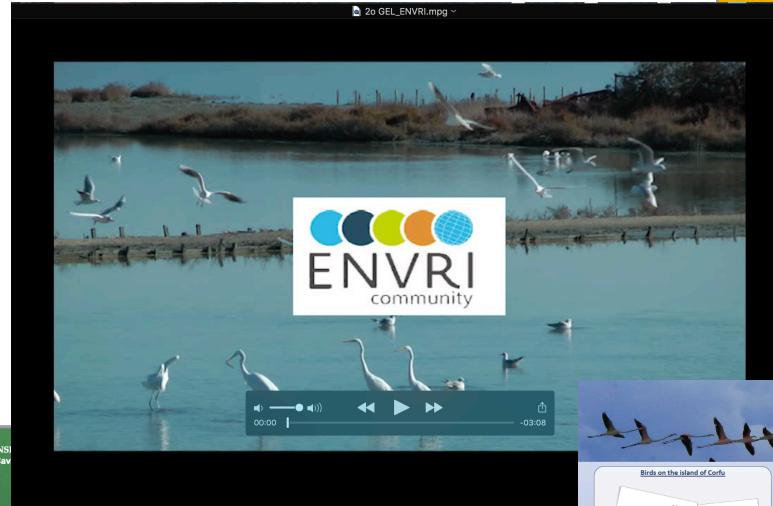 2o GEL_ENVRI.mpg
ENVRI
community
00:00
-03:08
Birds on the island of Corfu